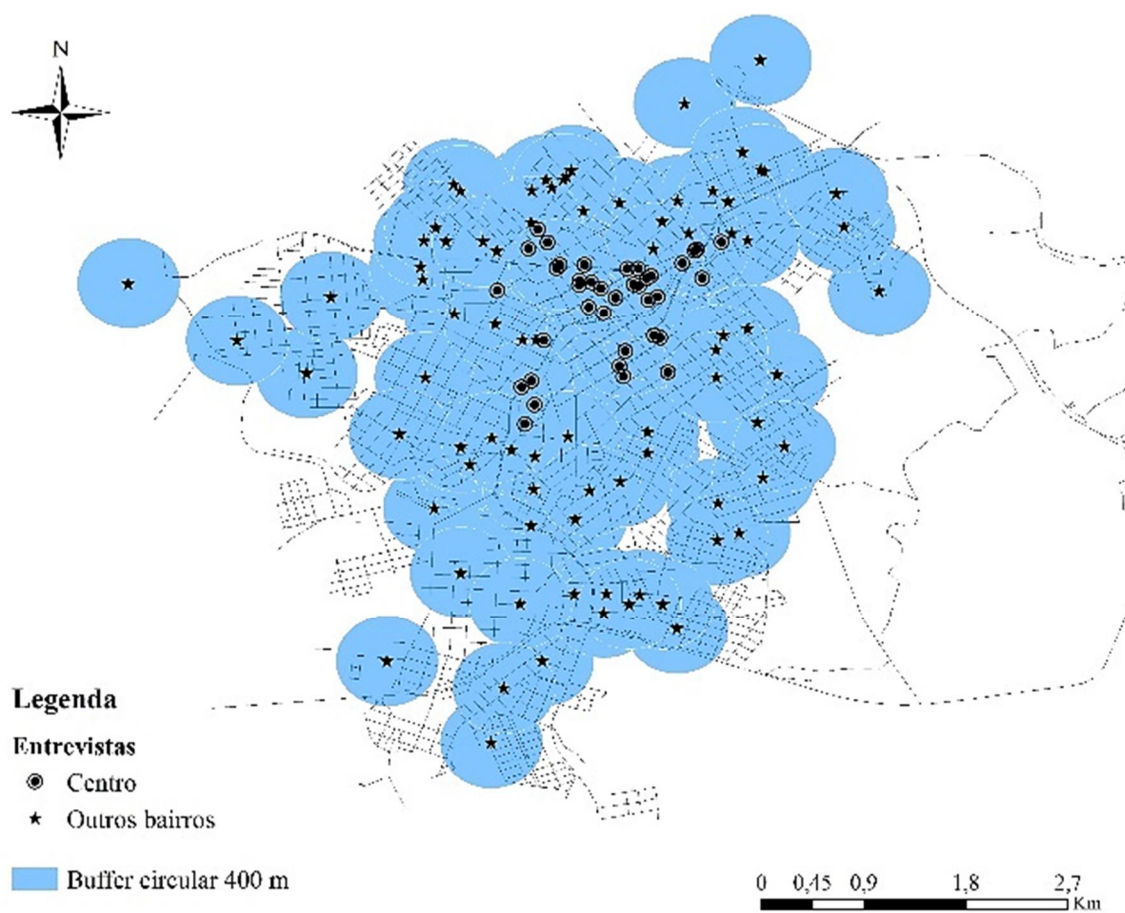 N
Legenda
Entrevistas
Centro
Outros bairros
Buffer circular 400 m
0 0,45 0,9 1,8 2,7
Km